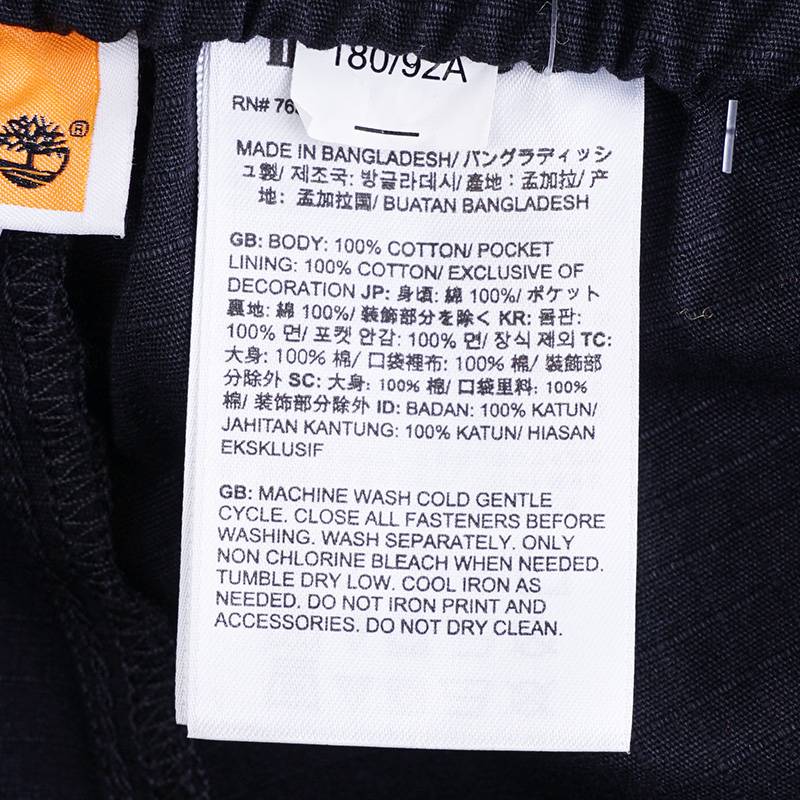 180/92A
RN#
®
MADE IN BANGLADESH/ バングラディッシ
ュ製/ 제조국: 방글라데시/ 產地：孟加拉/ 产
地：孟加拉国/ BUATAN BANGLADESH
GB: BODY: 100% COTTON/ POCKET
LINING: 100% COTTON/ EXCLUSIVE OF
DECORATION JP: 身頃: 綿 100%/ ポケット
裏地: 綿 100%/ 装飾部分を除く KR: 몸판:
100% 면/ 포켓 안감: 100% 면/ 장식 제외 TC:
大身: 100% 棉/ 口袋裡布: 100% 棉/ 裝飾部
分除外 SC: 大身: 100% 棉/ 口袋里料: 100%
棉/ 装饰部分除外 ID: BADAN: 100% KATUN/
JAHITAN KANTUNG: 100% KATUN/ HIASAN
EKSKLUSIF
GB: MACHINE WASH COLD GENTLE
CYCLE. CLOSE ALL FASTENERS BEFORE
WASHING. WASH SEPARATELY. ONLY
NON CHLORINE BLEACH WHEN NEEDED.
TUMBLE DRY LOW. COOL IRON AS
NEEDED. DO NOT IRON PRINT AND
ACCESSORIES. DO NOT DRY CLEAN.